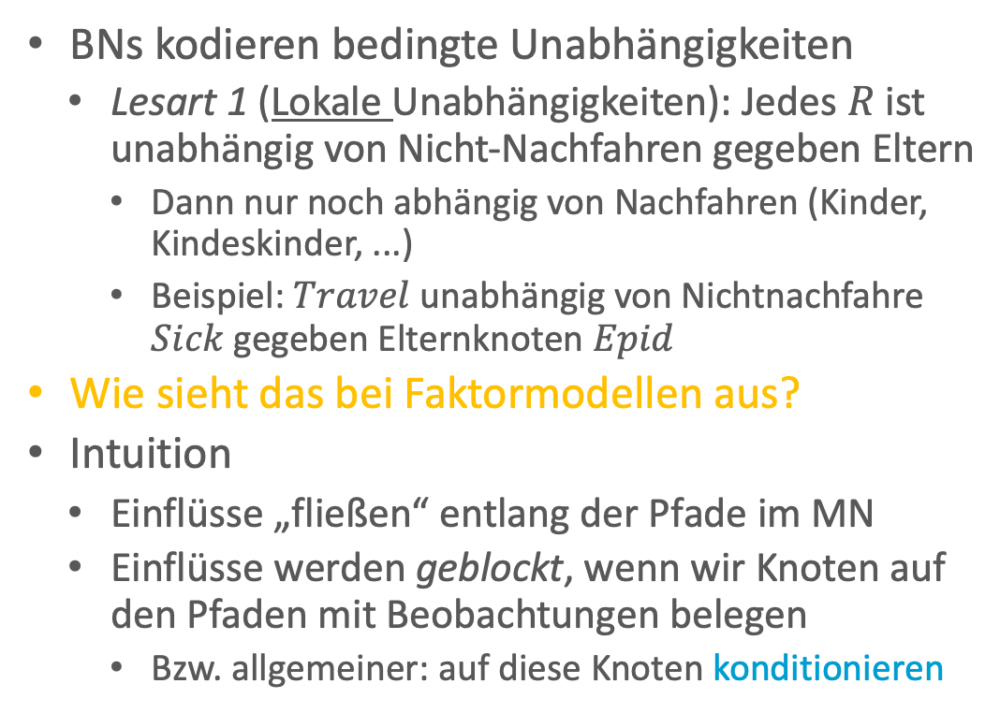 • BNs kodieren bedingte Unabhängigkeiten
• Lesart 1 (Lokale Unabhängigkeiten): Jedes R ist
unabhängig von Nicht-Nachfahren gegeben Eltern
• Dann nur noch abhängig von Nachfahren (Kinder,
Kindeskinder, ...)
• Beispiel: Travel unabhängig von Nichtnachfahre
Sick gegeben Elternknoten Epid
• Wie sieht das bei Faktormodellen aus?
• Intuition
• Einflüsse „fließen“ entlang der Pfade im MN
• Einflüsse werden geblockt, wenn wir Knoten auf
den Pfaden mit Beobachtungen belegen
• Bzw. allgemeiner: auf diese Knoten konditionieren